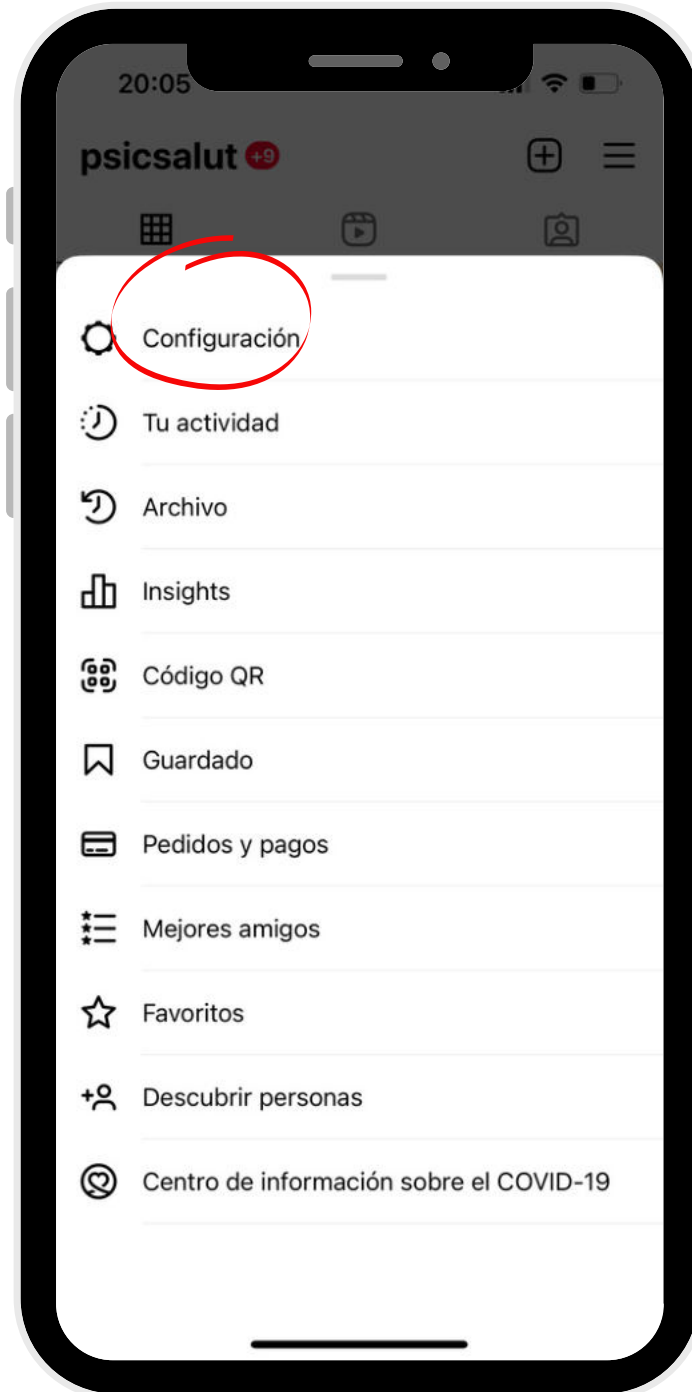 20:05
psicsalut +9
Configuración
Tu actividad
Archivo
Insights
Código QR
Guardado
Pedidos y pagos
Mejores amigos
Favoritos
Descubrir personas
Centro de información sobre el COVID-19